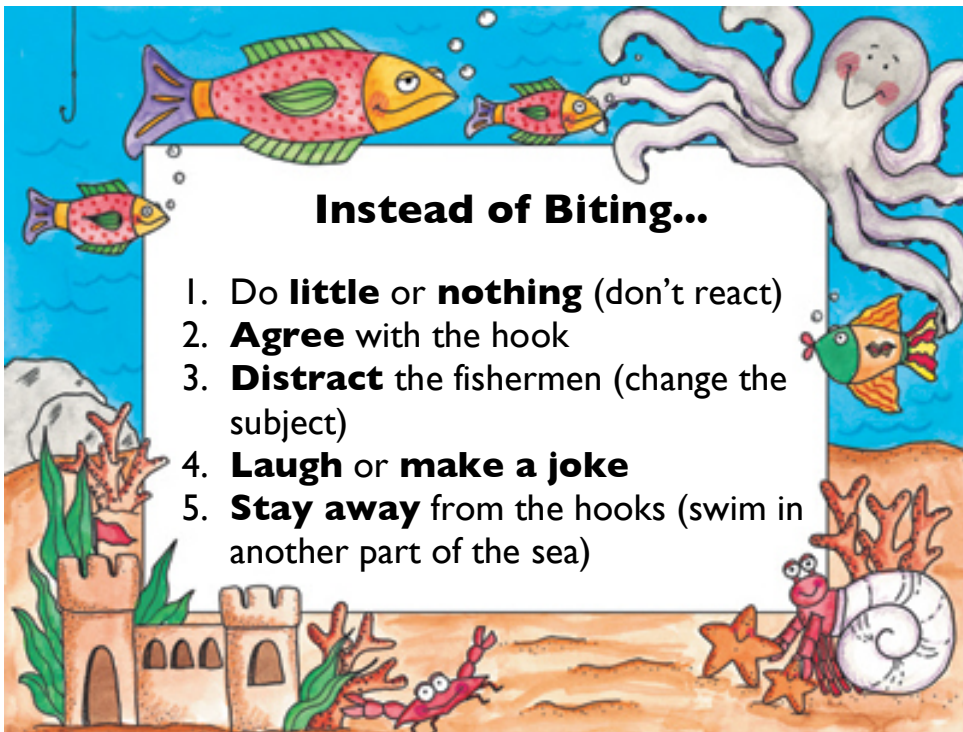 Instead of Biting...
1. Do little or nothing (don't react)
2. Agree with the hook
3. Distract the fishermen (change the
subject)
4. Laugh or make a joke
5. Stay away from the hooks (swim in
another part of the sea)